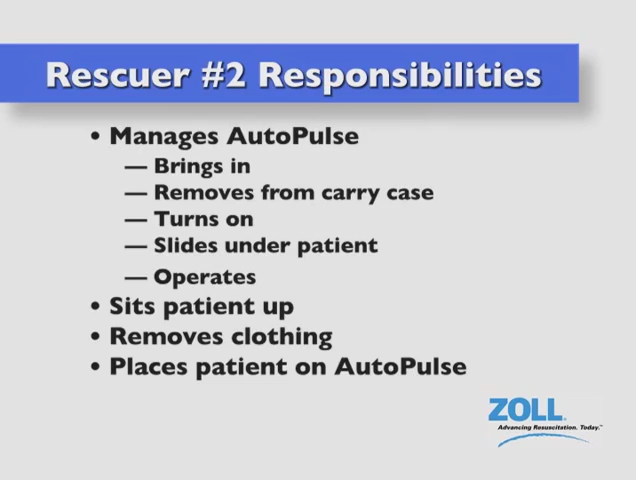 Rescuer #2 Responsibilities
• Manages AutoPulse
— Brings in
— Removes from carry case
— Turns on
— Slides under patient
— Operates
• Sits patient up
• Removes clothing
• Places patient on AutoPulse
ZOLL
Advancing Resuscitation. Today.™